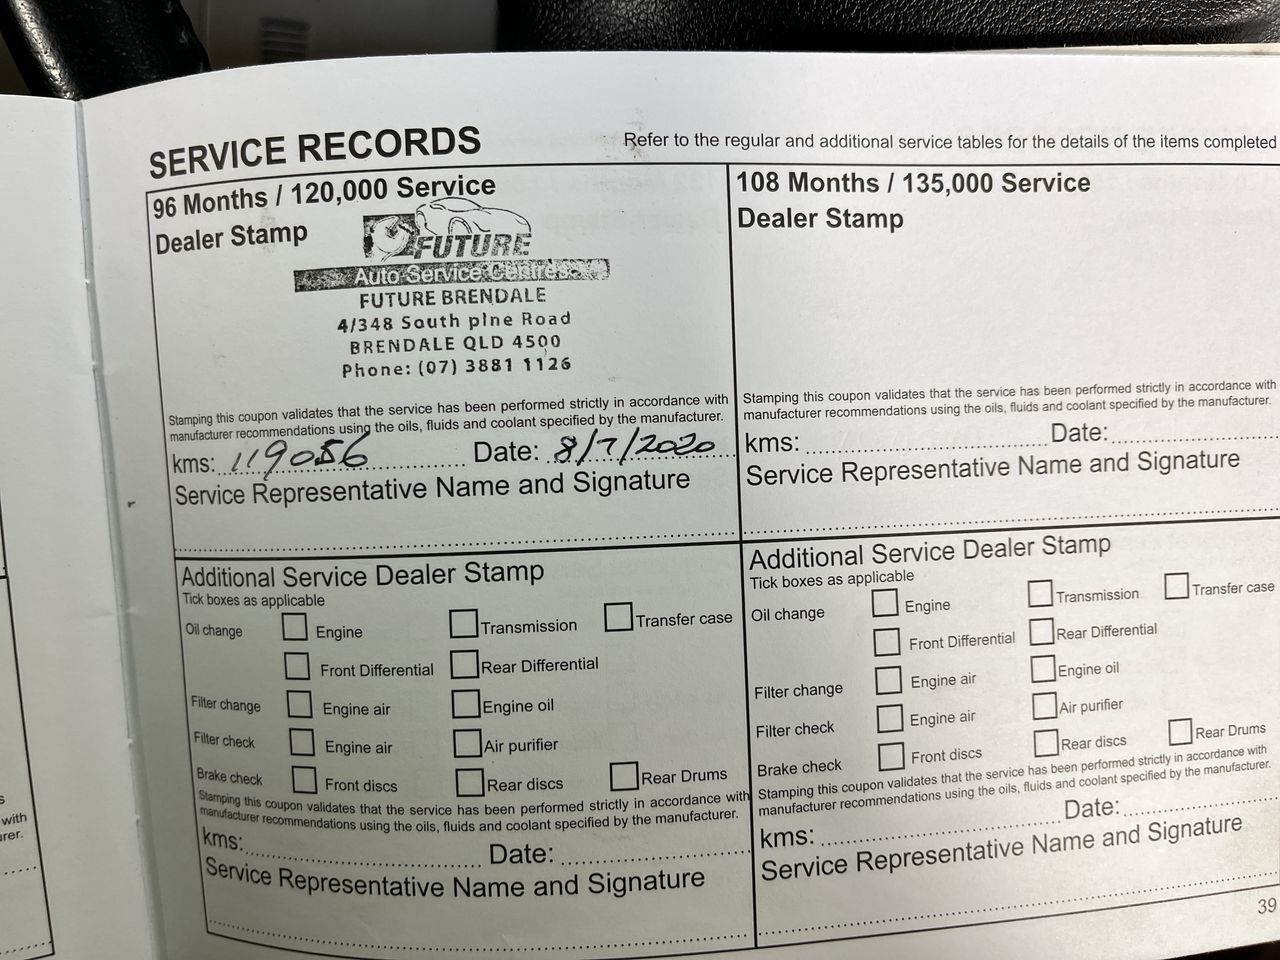 SERVICE RECORDS
Refer to the regular and additional service tables for the details of the items completed
96 Months / 120,000 Service
Dealer Stamp
FUTURE
Auto Service Centres
FUTURE BRENDALE
4/348 South pine Road
BRENDALE QLD 4500
Phone: (07) 3881 1126
Stamping this coupon validates that the service has been performed strictly in accordance with
manufacturer recommendations using the oils, fluids and coolant specified by the manufacturer.
kms: 119056 Date: 8/7/2020
Service Representative Name and Signature
108 Months / 135,000 Service
Dealer Stamp
Stamping this coupon validates that the service has been performed strictly in accordance with
manufacturer recommendations using the oils, fluids and coolant specified by the manufacturer.
kms: Date:
Service Representative Name and Signature
Additional Service Dealer Stamp
Tick boxes as applicable
Oil change Engine Transmission Transfer case
Front Differential Rear Differential
Filter change Engine air Engine oil
Filter check Engine air Air purifier
Brake check Front discs Rear discs Rear Drums
Stamping this coupon validates that the service has been performed strictly in accordance with
manufacturer recommendations using the oils, fluids and coolant specified by the manufacturer.
kms: Date:
Service Representative Name and Signature
Additional Service Dealer Stamp
Tick boxes as applicable
Oil change Engine Transmission Transfer case
Front Differential Rear Differential
Filter change Engine air Engine oil
Filter check Engine air Air purifier
Brake check Front discs Rear discs Rear Drums
Stamping this coupon validates that the service has been performed strictly in accordance with
manufacturer recommendations using the oils, fluids and coolant specified by the manufacturer.
kms: Date:
Service Representative Name and Signature
39